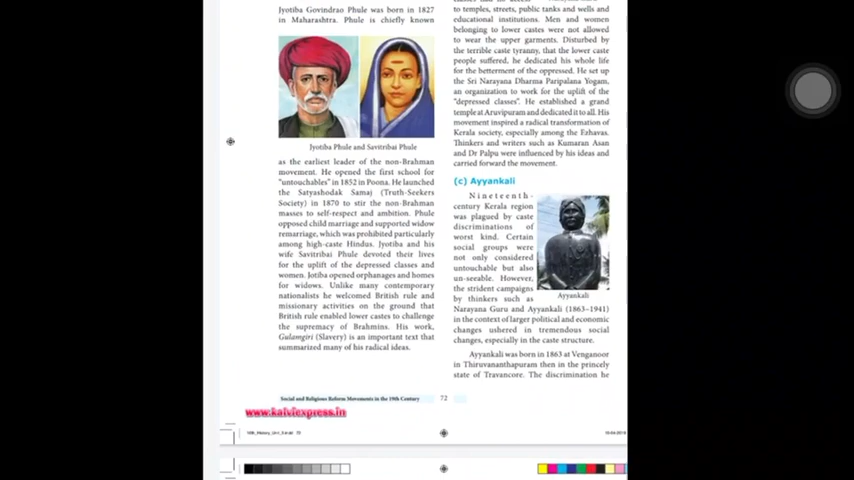 Jyotiba Govindrao Phule was born in 1827
in Maharashtra. Phule is chiefly known
Jyotiba Phule and Savitribai Phule
as the earliest leader of the non-Brahman
movement. He opened the first school for
"untouchables" in 1852 in Poona. He launched
the Satyashodak Samaj (Truth-Seekers
Society) in 1870 to stir the non-Brahman
masses to self-respect and ambition. Phule
opposed child marriage and supported widow
remarriage, which was prohibited particularly
among high-caste Hindus. Jyotiba and his
wife Savitribai Phule devoted their lives
for the uplift of the depressed classes and
women. Jotiba opened orphanages and homes
for widows. Unlike many contemporary
nationalists he welcomed British rule and
missionary activities on the ground that
British rule enabled lower castes to challenge
the supremacy of Brahmins. His work,
Gulamgiri (Slavery) is an important text that
summarized many of his radical ideas.
to temples, streets, public tanks and wells and
educational institutions. Men and women
belonging to lower castes were not allowed
to wear the upper garments. Disturbed by
the terrible caste tyranny, that the lower caste
people suffered, he dedicated his whole life
for the betterment of the oppressed. He set up
the Sri Narayana Dharma Paripalana Yogam,
an organization to work for the uplift of the
"depressed classes". He established a grand
temple at Aruvipuram and dedicated it to all. His
movement inspired a radical transformation of
Kerala society, especially among the Ezhavas.
Thinkers and writers such as Kumaran Asan
and Dr Palpu were influenced by his ideas and
carried forward the movement.
(c) Ayyankali
Nineteenth-
century Kerala region
was plagued by caste
discriminations of
worst kind. Certain
social groups were
not only considered
untouchable but also
un-seeable. However,
the strident campaigns
by thinkers such as
Ayyankali
Narayana Guru and Ayyankali (1863–1941)
in the context of larger political and economic
changes ushered in tremendous social
changes, especially in the caste structure.
Ayyankali was born in 1863 at Venganoor
in Thiruvananthapuram then in the princely
state of Travancore. The discrimination he
Social and Religious Reform Movements in the 19th Century
72
www.kalviexpress.in